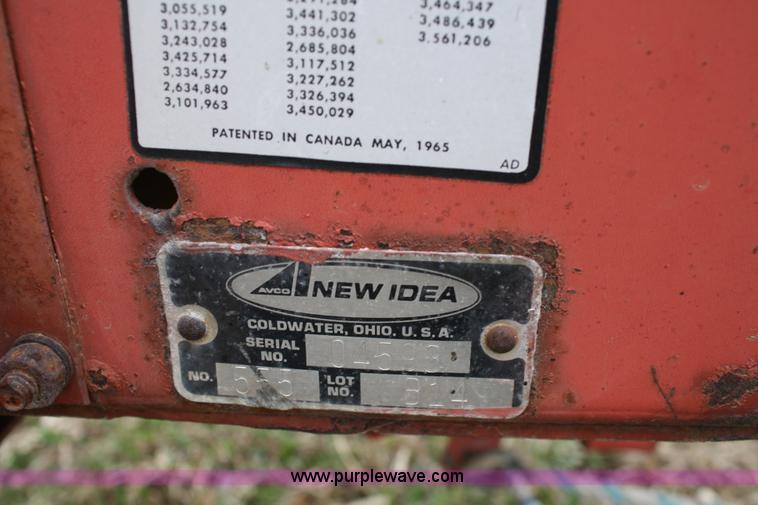 3,055,519
3,132,754
3,243,028
3,425,714
3,334,577
2,634,840
3,101,963
3,441,302
3,336,036
2,685,804
3,117,512
3,227,262
3,326,394
3,450,029
3,464,347
3,486,439
3.561,206
PATENTED IN CANADA MAY, 1965
AD
AVCO NEW IDEA
COLDWATER, OHIO, U.S.A.
SERIAL
NO.
NO. LOT
NO.
www.purplewave.com